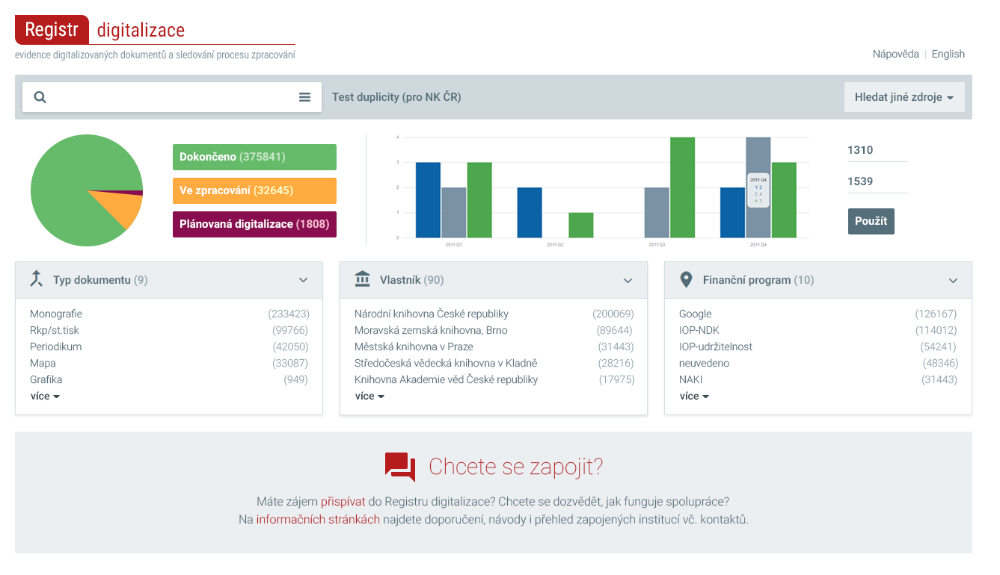 Registr digitalizace
evidence digitalizovaných dokumentů a sledování procesu zpracování
Nápověda | English
Test duplicity (pro NK ČR)
Hledat jiné zdroje
Dokončeno (375841)
Ve zpracování (32645)
Plánovaná digitalizace (1808)
4
3
2
1
0
2011 Q1
2011 Q2
2011 Q3
2011 Q4
2011 Q4
Y: 2
Z: 4
A: 3
1310
1539
Použít
Typ dokumentu (9)
Monografie (233423)
Rkp/st.tisk (99766)
Periodikum (42050)
Mapa (33087)
Grafika (949)
více
Vlastník (90)
Národní knihovna České republiky (200069)
Moravská zemská knihovna, Brno (89644)
Městská knihovna v Praze (31443)
Středočeská vědecká knihovna v Kladně (28216)
Knihovna Akademie věd České republiky (17975)
více
Finanční program (10)
Google (126167)
IOP-NDK (114012)
IOP-udržitelnost (54241)
neuvedeno (48346)
NAKI (31443)
více
Chcete se zapojit?
Máte zájem přispívat do Registru digitalizace? Chcete se dozvědět, jak funguje spolupráce?
Na informačních stránkách najdete doporučení, návody i přehled zapojených institucí vč. kontaktů.